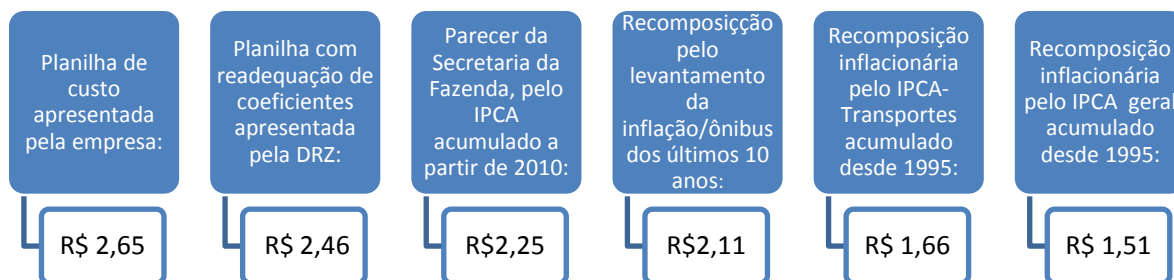 Planilha de
custo
apresentada
pela empresa:
R$ 2,65
Planilha com
readequação de
coeficientes
apresentada
pela DRZ:
R$ 2,46
Parecer da
Secretaria da
Fazenda, pelo
IPCA
acumulado a
partir de 2010:
R$2,25
Recomposicção
pelo
levantamento
da
inflação/ônibus
dos últimos 10
anos:
R$2,11
Recomposição
inflacionária
pelo IPCA-
Transportes
acumulado
desde 1995:
R$ 1,66
Recomposição
inflacionária
pelo IPCA geral
acumulado
desde 1995:
R$ 1,51